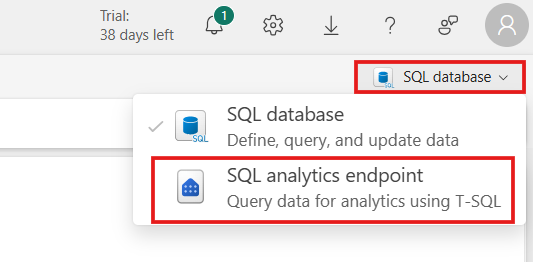 Trial:
38 days left
1
SQL database
SQL database
Define, query, and update data
SQL
SQL analytics endpoint
Query data for analytics using T-SQL